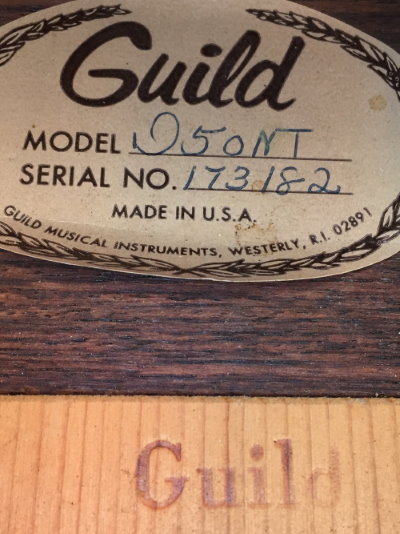 Guild
MODEL D50NT
SERIAL NO. 173182
MADE IN U.S.A.
GUILD MUSICAL INSTRUMENTS, WESTERLY, R.I. 02891
Guild